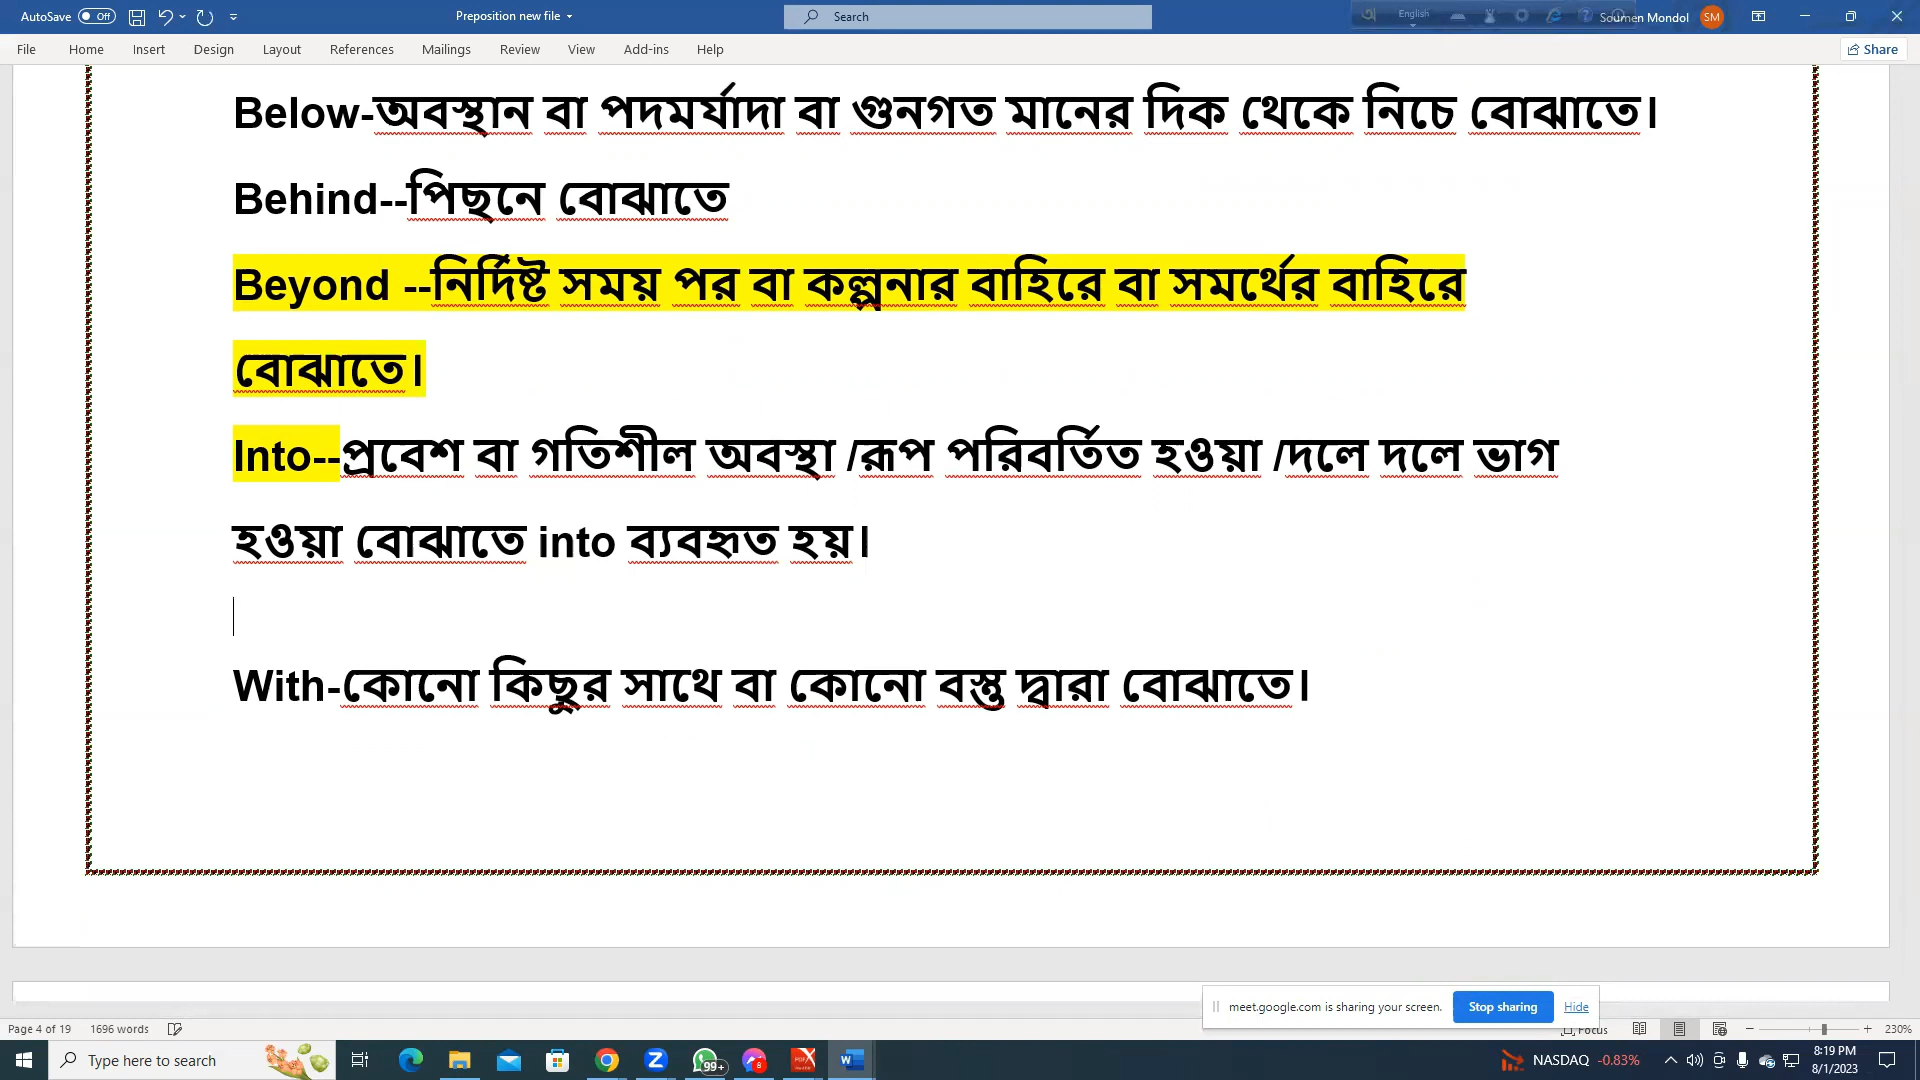 AutoSave Off Preposition new file Search English Soumen Mondol SM
File Home Insert Design Layout References Mailings Review View Add-ins Help Share
Below-অবস্থান বা পদমর্যাদা বা গুনগত মানের দিক থেকে নিচে বোঝাতে।
Behind--পিছনে বোঝাতে
Beyond --নির্দিষ্ট সময় পর বা কল্পনার বাহিরে বা সমর্থের বাহিরে
বোঝাতে।
Into--প্রবেশ বা গতিশীল অবস্থা /রূপ পরিবর্তিত হওয়া /দলে দলে ভাগ
হওয়া বোঝাতে into ব্যবহৃত হয়।
With-কোনো কিছুর সাথে বা কোনো বস্তু দ্বারা বোঝাতে।
meet.google.com is sharing your screen. Stop sharing Hide
Page 4 of 19 1696 words Focus 230%
Type here to search 99+ 8 NASDAQ -0.83% 8:19 PM
8/1/2023